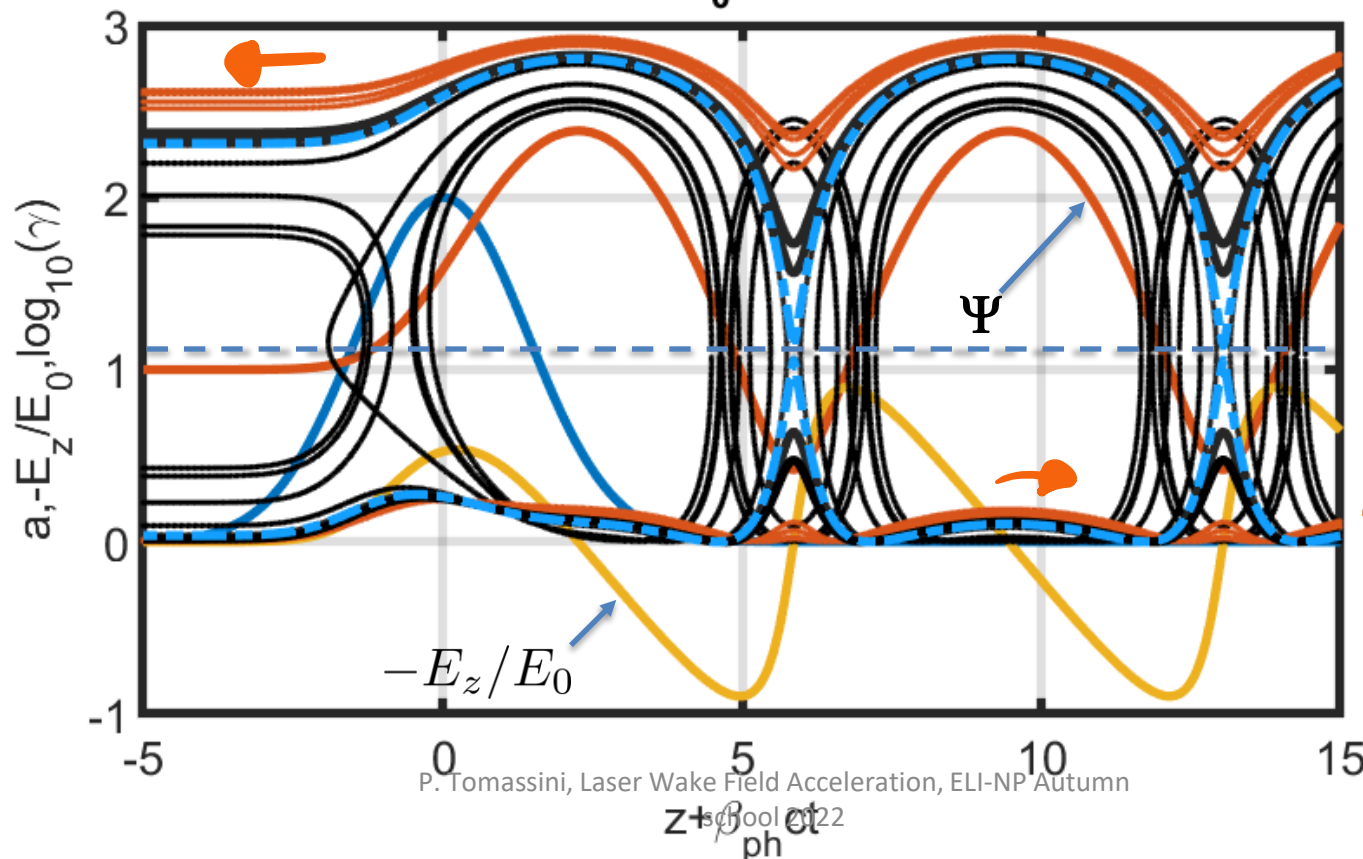 0
3
2
1
0
-1
a,-E_z/E_0,log_10(γ)
Ψ
-E_z/E_0
-5
0
5
10
15
P. Tomassini, Laser Wake Field Acceleration, ELI-NP Autumn
school 2022
z+β_ph ct